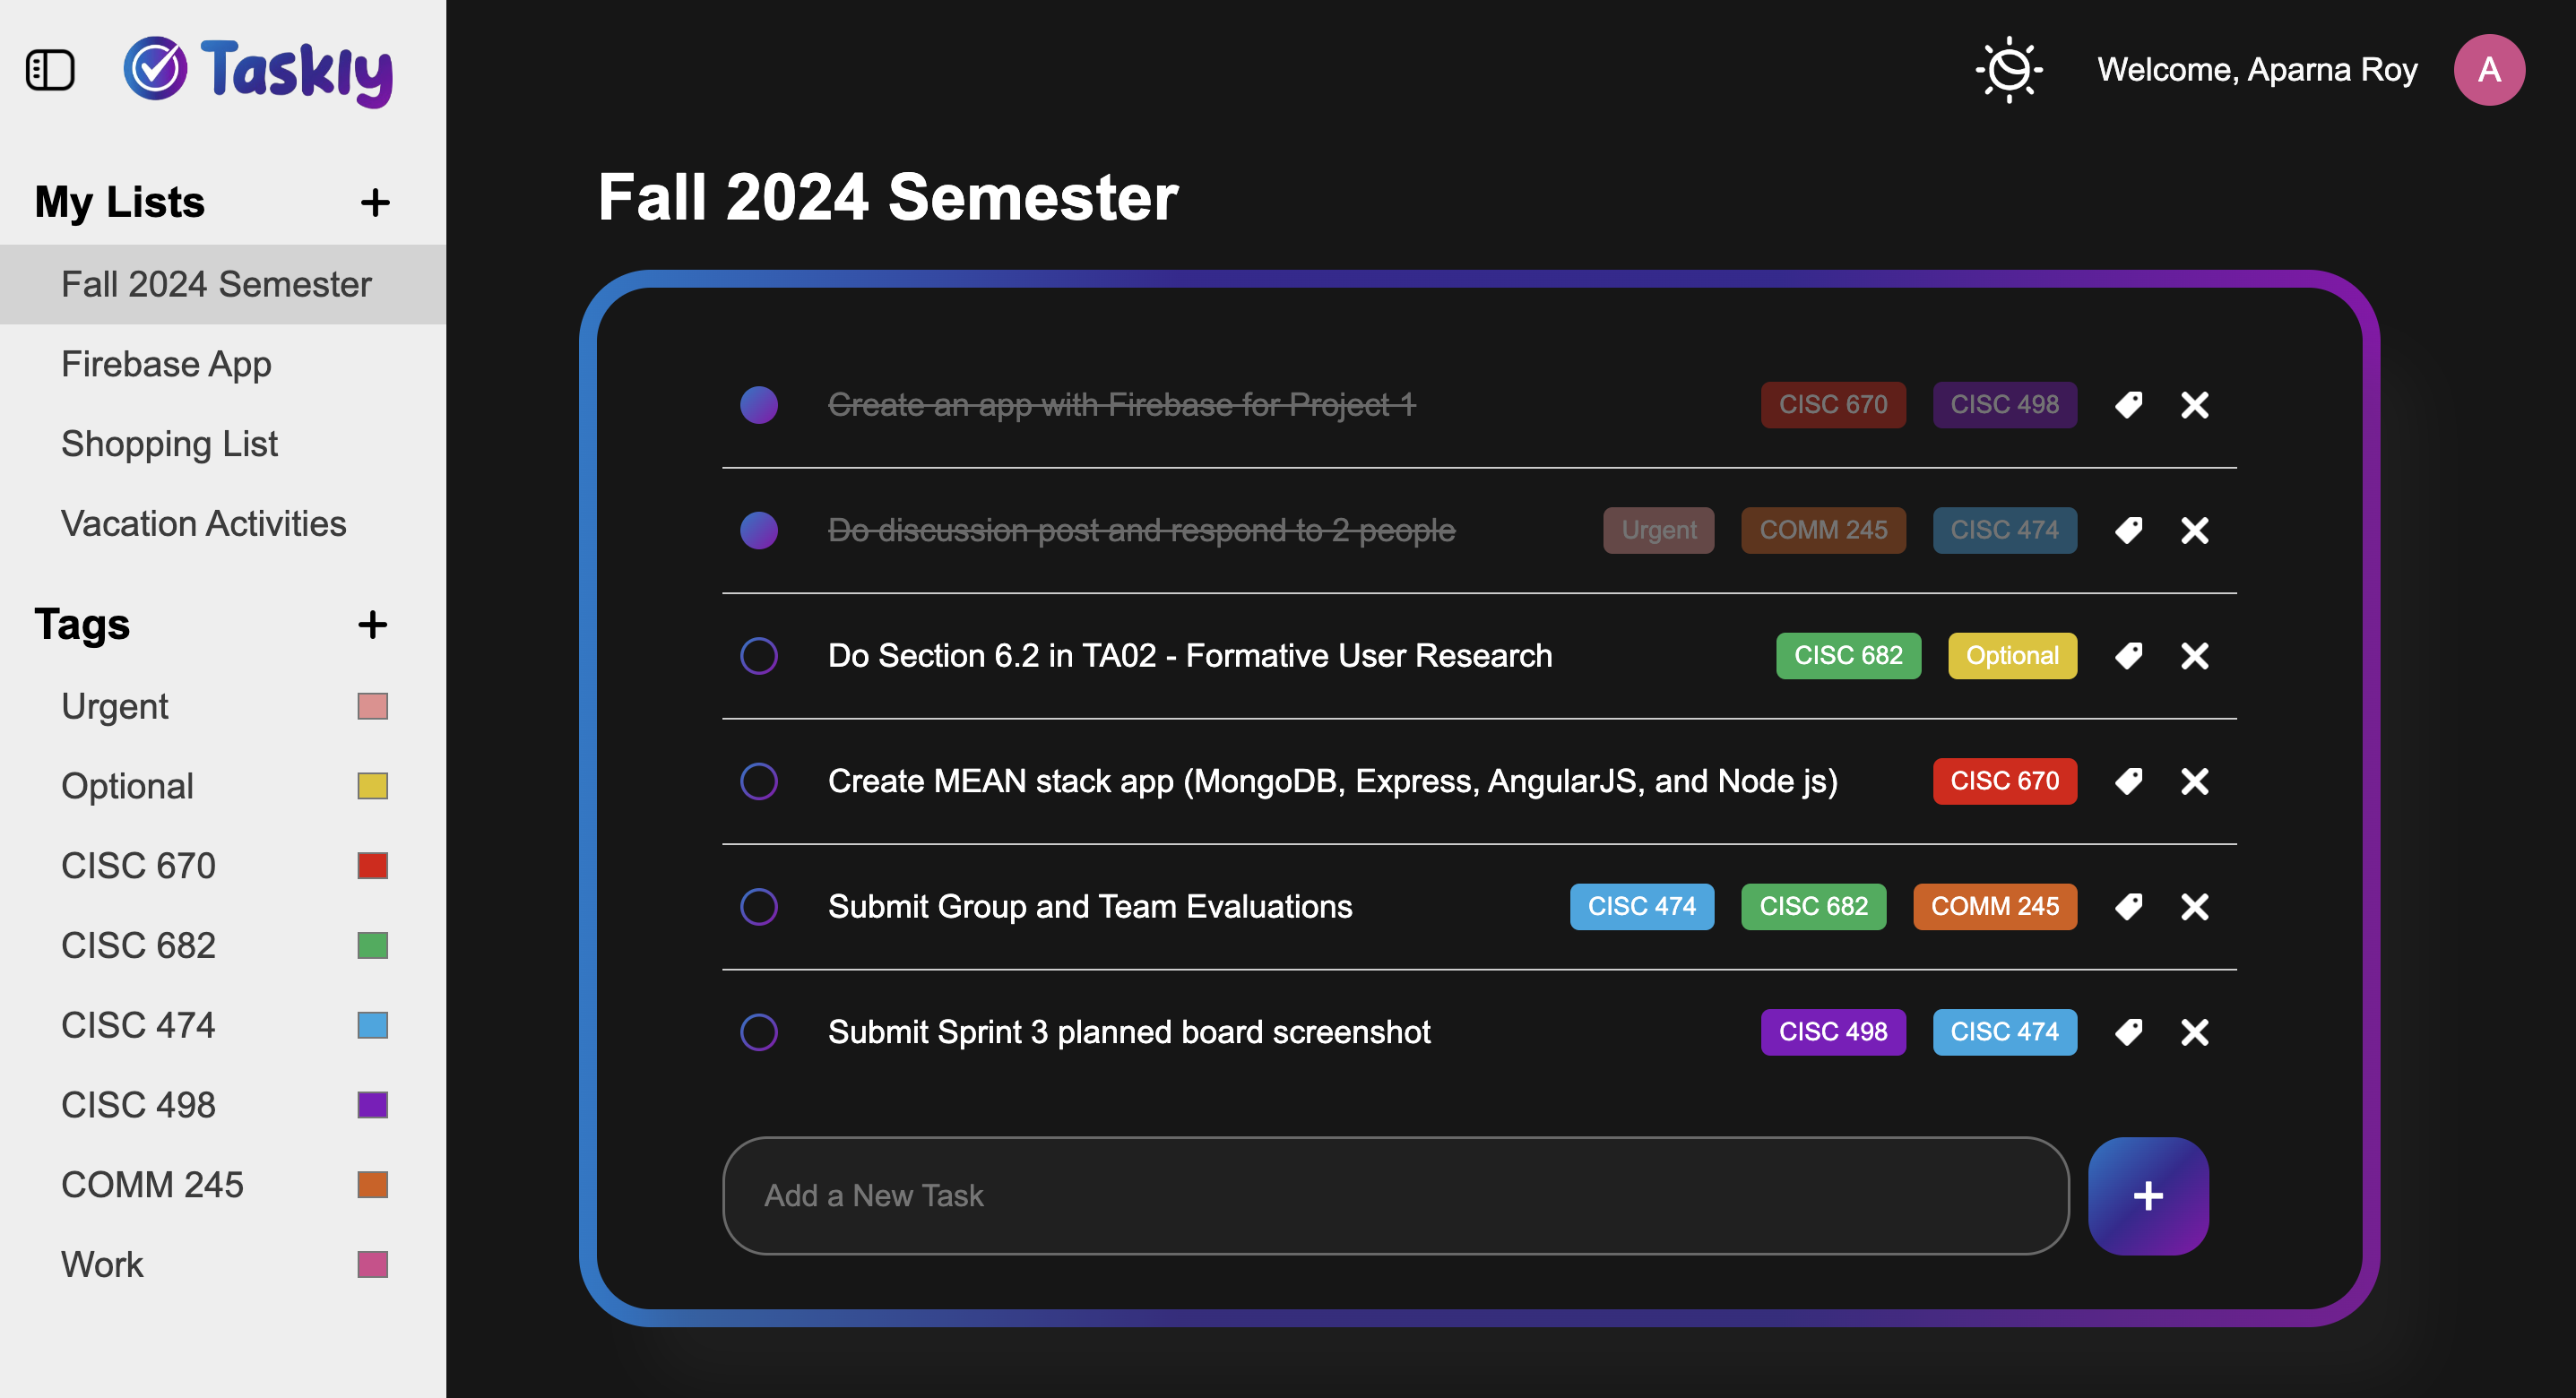 Taskly
Welcome, Aparna Roy
A
My Lists
Fall 2024 Semester
Firebase App
Shopping List
Vacation Activities
Tags
Urgent
Optional
CISC 670
CISC 682
CISC 474
CISC 498
COMM 245
Work
Fall 2024 Semester
Create an app with Firebase for Project 1 CISC 670 CISC 498
Do discussion post and respond to 2 people Urgent COMM 245 CISC 474
Do Section 6.2 in TA02 - Formative User Research CISC 682 Optional
Create MEAN stack app (MongoDB, Express, AngularJS, and Node js) CISC 670
Submit Group and Team Evaluations CISC 474 CISC 682 COMM 245
Submit Sprint 3 planned board screenshot CISC 498 CISC 474
Add a New Task